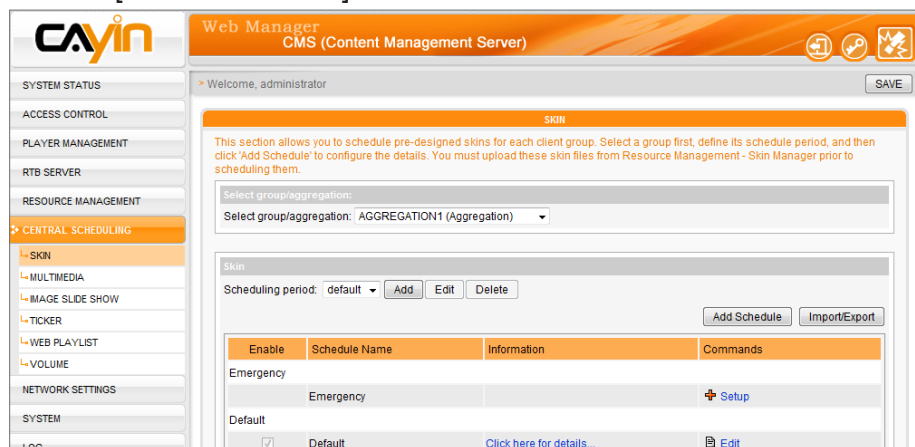 CAyin
Web Manager
CMS (Content Management Server)
SYSTEM STATUS
ACCESS CONTROL
PLAYER MANAGEMENT
RTB SERVER
RESOURCE MANAGEMENT
CENTRAL SCHEDULING
SKIN
MULTIMEDIA
IMAGE SLIDE SHOW
TICKER
WEB PLAYLIST
VOLUME
NETWORK SETTINGS
SYSTEM
> Welcome, administrator
SAVE
SKIN
This section allows you to schedule pre-designed skins for each client group. Select a group first, define its schedule period, and then
click 'Add Schedule' to configure the details. You must upload these skin files from Resource Management - Skin Manager prior to
scheduling them.
Select group/aggregation:
Select group/aggregation: AGGREGATION1 (Aggregation)
Skin
Scheduling period: default Add Edit Delete
Add Schedule Import/Export
Enable Schedule Name Information Commands
Emergency
Emergency Setup
Default
Default Click here for details... Edit